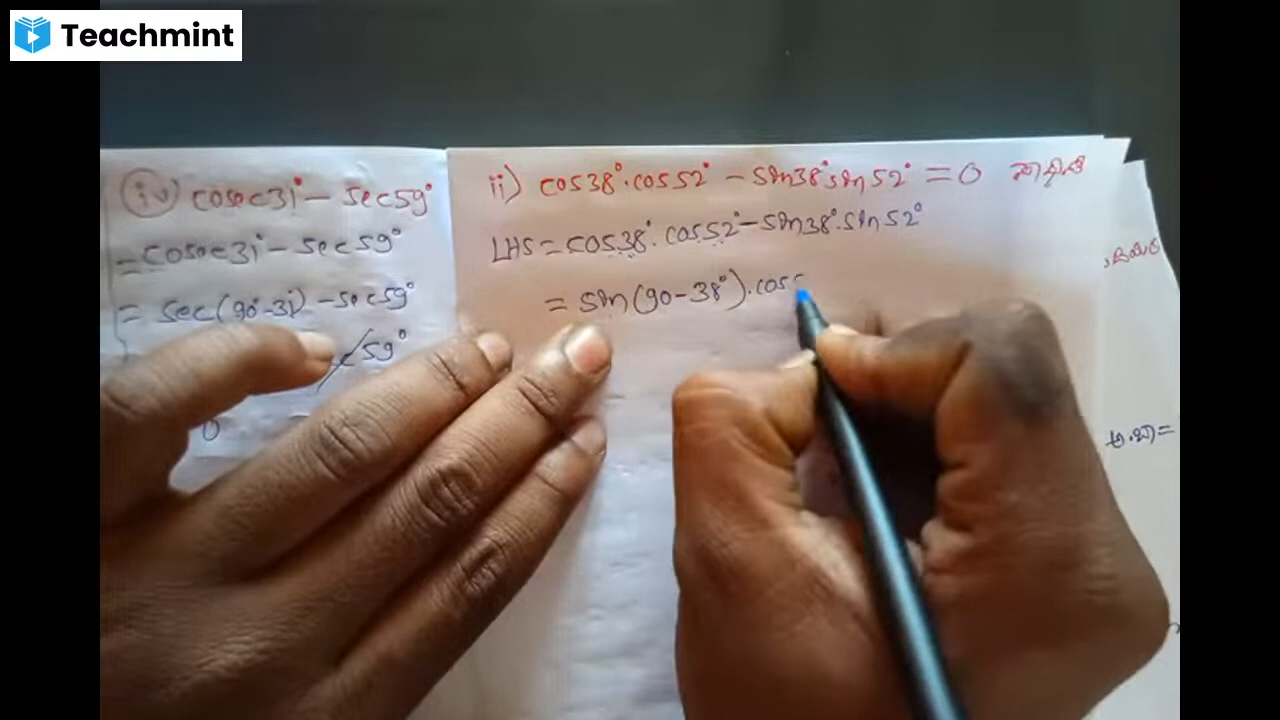 Teachmint
iv) cosec31° - sec59°
= cosec31° - sec59°
= sec(90°-31°) - sec59°
59°
0
ii) cos38°.cos52° - sin38°sin52° = 0 ಸಾಧಿಸಿ
LHS = cos38°.cos52° - sin38°.sin52°
= sin(90-38°).cos5
ಅ.ಬಾ=